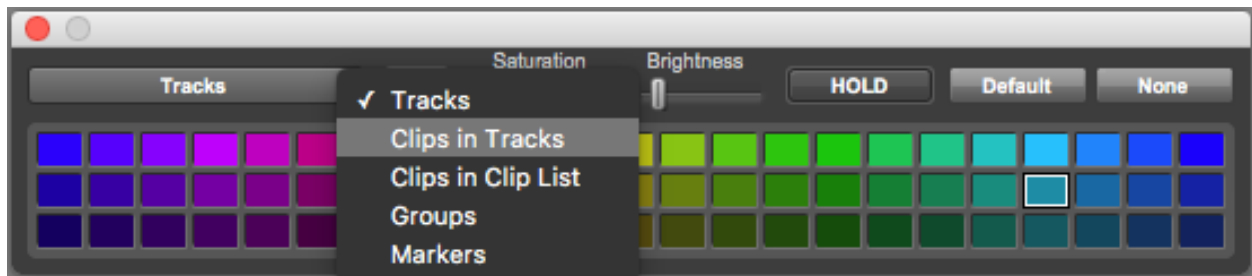 Saturation
Brightness
Tracks
HOLD
Default
None
✓ Tracks
Clips in Tracks
Clips in Clip List
Groups
Markers